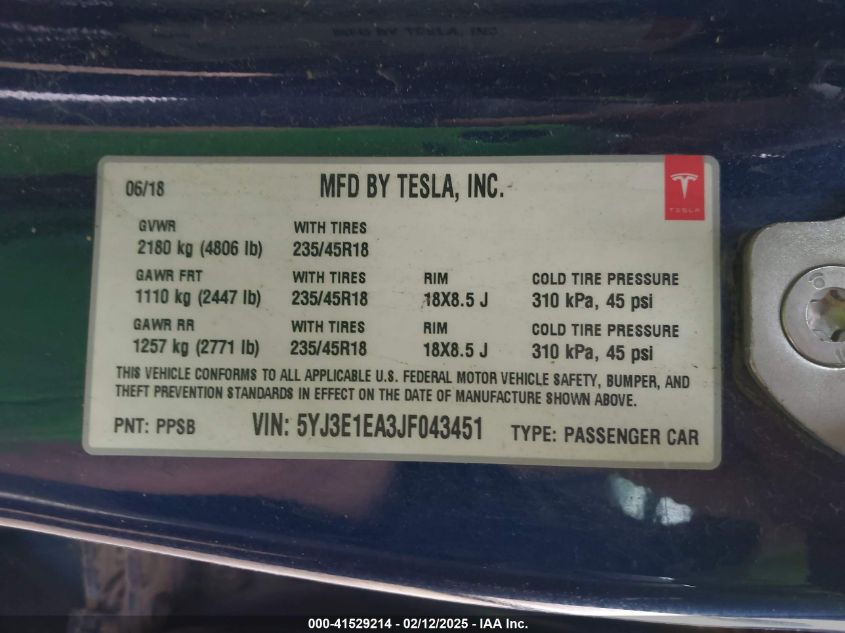 06/18
MFD BY TESLA, INC.
TESLA
GVWR WITH TIRES
2180 kg (4806 lb) 235/45R18
GAWR FRT WITH TIRES RIM COLD TIRE PRESSURE
1110 kg (2447 lb) 235/45R18 18X8.5 J 310 kPa, 45 psi
GAWR RR WITH TIRES RIM COLD TIRE PRESSURE
1257 kg (2771 lb) 235/45R18 18X8.5 J 310 kPa, 45 psi
THIS VEHICLE CONFORMS TO ALL APPLICABLE U.S. FEDERAL MOTOR VEHICLE SAFETY, BUMPER, AND
THEFT PREVENTION STANDARDS IN EFFECT ON THE DATE OF MANUFACTURE SHOWN ABOVE.
PNT: PPSB VIN: 5YJ3E1EA3JF043451 TYPE: PASSENGER CAR
000-41529214 - 02/12/2025 - IAA Inc.